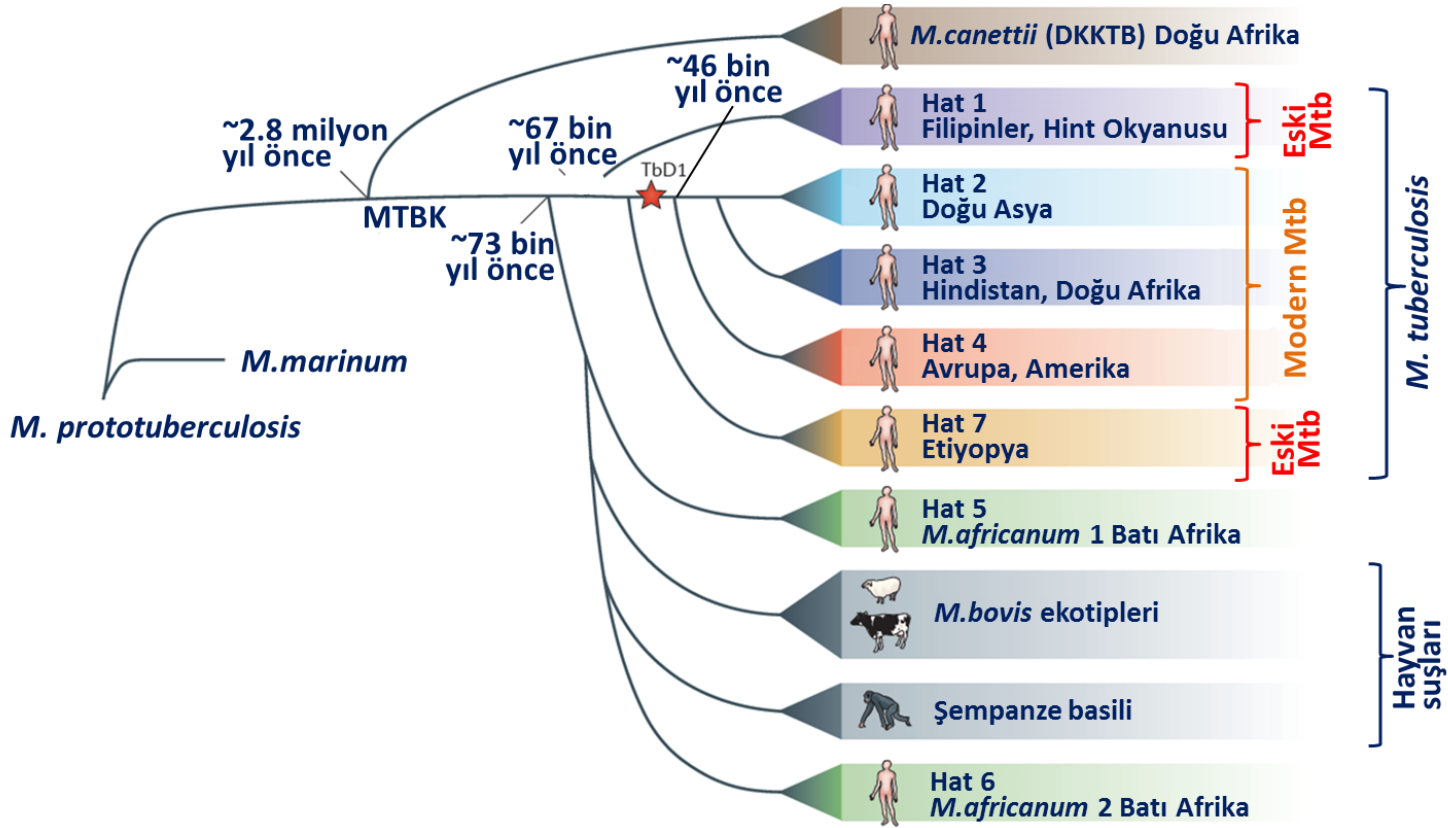 M.canettii (DKKTB) Doğu Afrika
~46 bin
yıl önce
~2.8 milyon
yıl önce
~67 bin
yıl önce
TbD1
MTBK
~73 bin
yıl önce
M.marinum
M. prototuberculosis
Hat 1
Filipinler, Hint Okyanusu
Eski
Mtb
Hat 2
Doğu Asya
Hat 3
Hindistan, Doğu Afrika
Hat 4
Avrupa, Amerika
Modern Mtb
Hat 7
Etiyopya
Eski
Mtb
M. tuberculosis
Hat 5
M.africanum 1 Batı Afrika
M.bovis ekotipleri
Şempanze basili
Hayvan
suşları
Hat 6
M.africanum 2 Batı Afrika